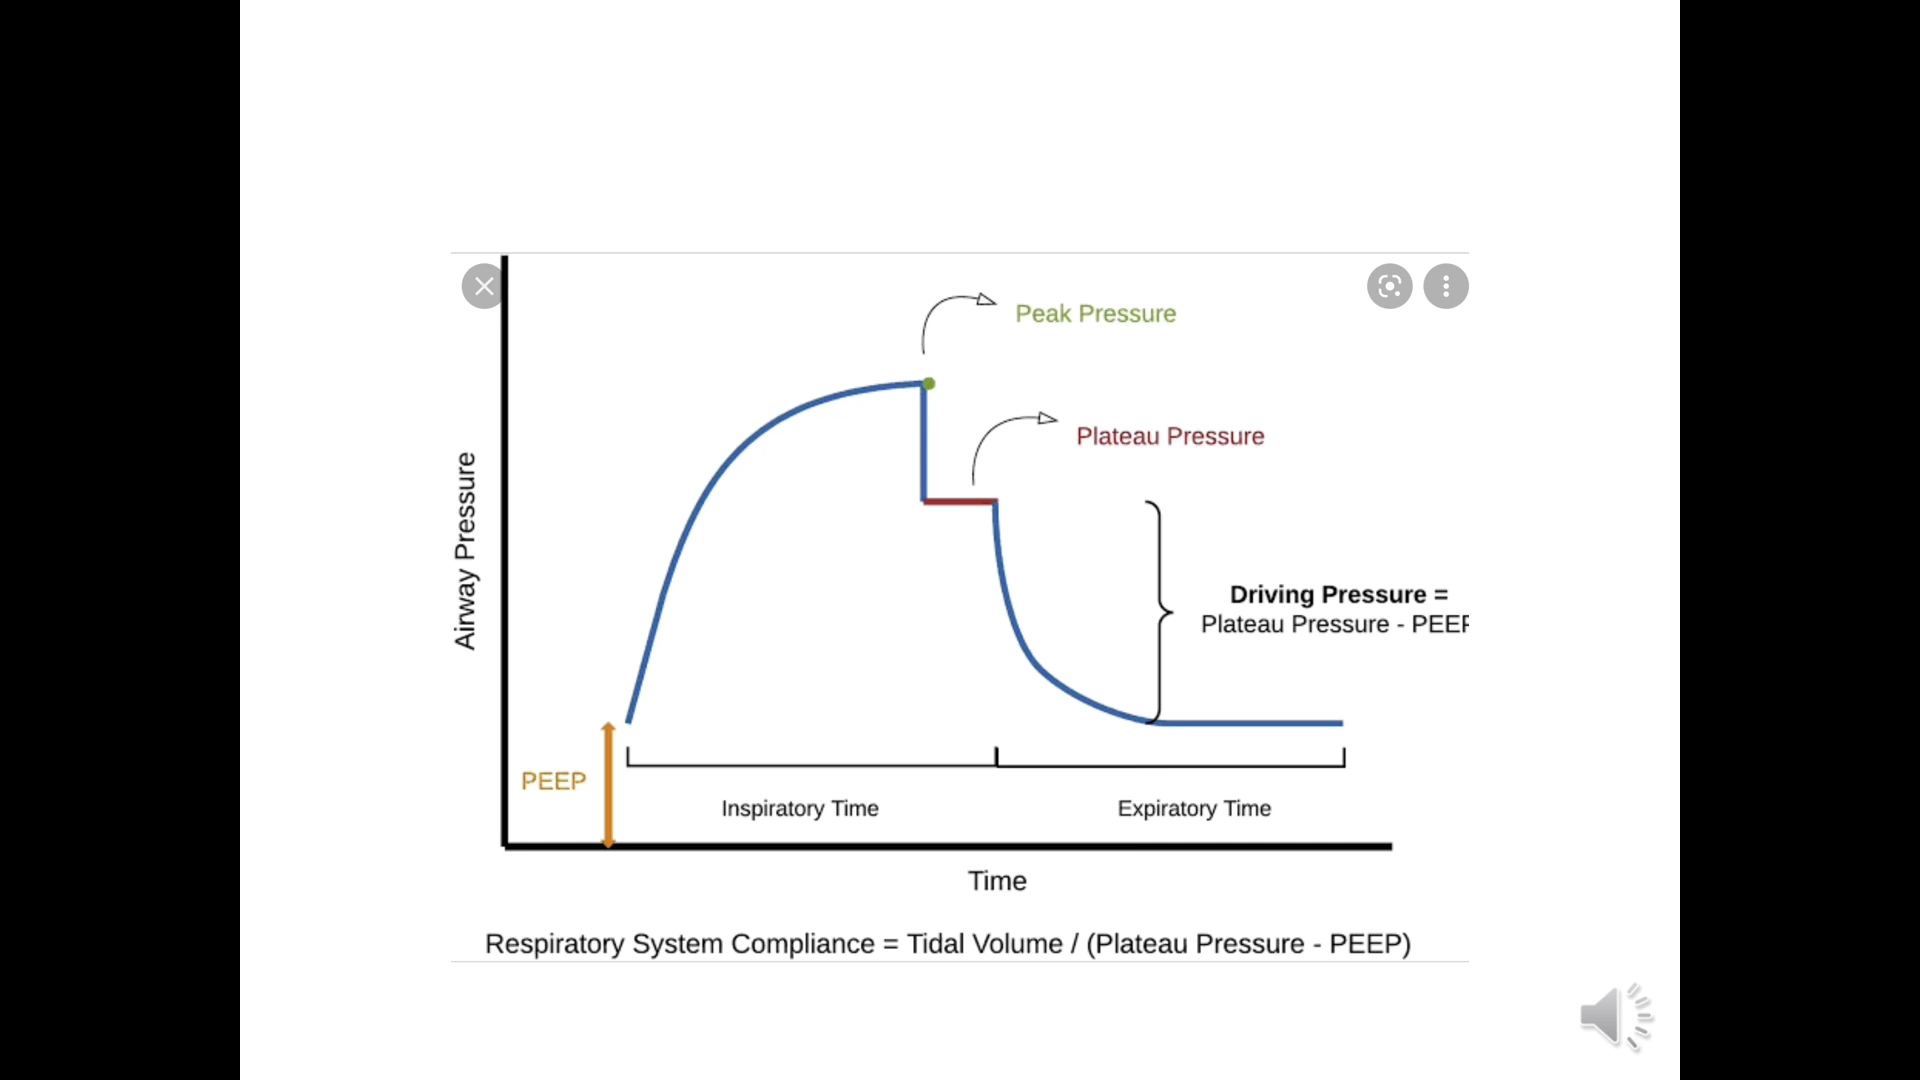 Peak Pressure
Plateau Pressure
Airway Pressure
Driving Pressure =
Plateau Pressure - PEEP
PEEP
Inspiratory Time
Expiratory Time
Time
Respiratory System Compliance = Tidal Volume / (Plateau Pressure - PEEP)